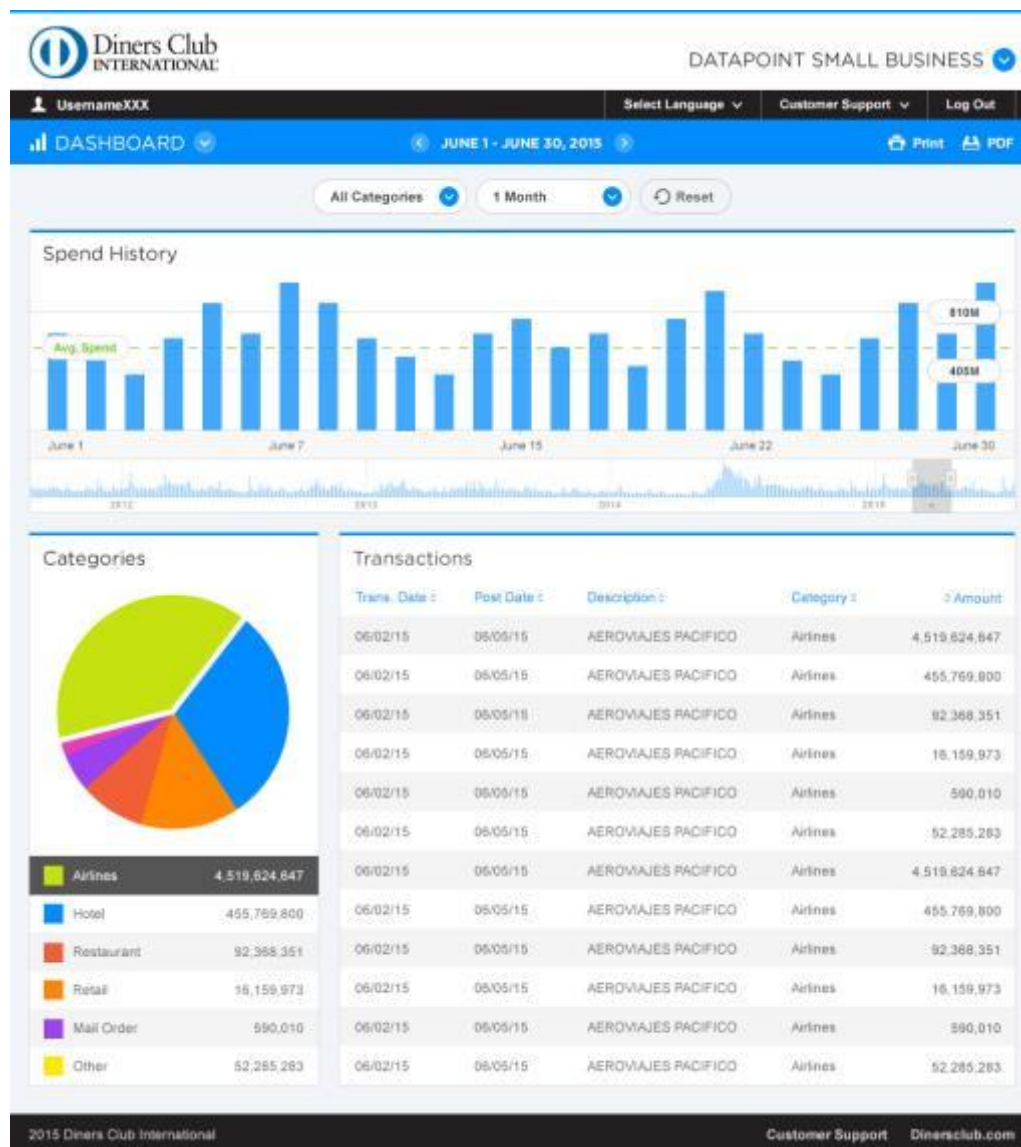 Diners Club
INTERNATIONAL
DATAPOINT SMALL BUSINESS
UsernameXXX
Select Language
Customer Support
Log Out
DASHBOARD
JUNE 1 - JUNE 30, 2015
Print
PDF
All Categories
1 Month
Reset
Spend History
810M
Avg. Spend
405M
June 1
June 7
June 15
June 22
June 30
2012
2013
2014
2015
Categories
Airlines 4,519,624,647
Hotel 455,769,800
Restaurant 92,368,351
Retail 16,159,973
Mail Order 590,010
Other 52,285,283
Transactions
Trans. Date Post Date Description Category Amount
06/02/15 06/05/15 AEROVIAJES PACIFICO Airlines 4,519,624,647
06/02/15 06/05/15 AEROVIAJES PACIFICO Airlines 455,769,800
06/02/15 06/05/15 AEROVIAJES PACIFICO Airlines 92,368,351
06/02/15 06/05/15 AEROVIAJES PACIFICO Airlines 16,159,973
06/02/15 06/05/15 AEROVIAJES PACIFICO Airlines 590,010
06/02/15 06/05/15 AEROVIAJES PACIFICO Airlines 52,285,283
06/02/15 06/05/15 AEROVIAJES PACIFICO Airlines 4,519,624,647
06/02/15 06/05/15 AEROVIAJES PACIFICO Airlines 455,769,800
06/02/15 06/05/15 AEROVIAJES PACIFICO Airlines 92,368,351
06/02/15 06/05/15 AEROVIAJES PACIFICO Airlines 16,159,973
06/02/15 06/05/15 AEROVIAJES PACIFICO Airlines 590,010
06/02/15 06/05/15 AEROVIAJES PACIFICO Airlines 52,285,283
2015 Diners Club International
Customer Support
Dinersclub.com